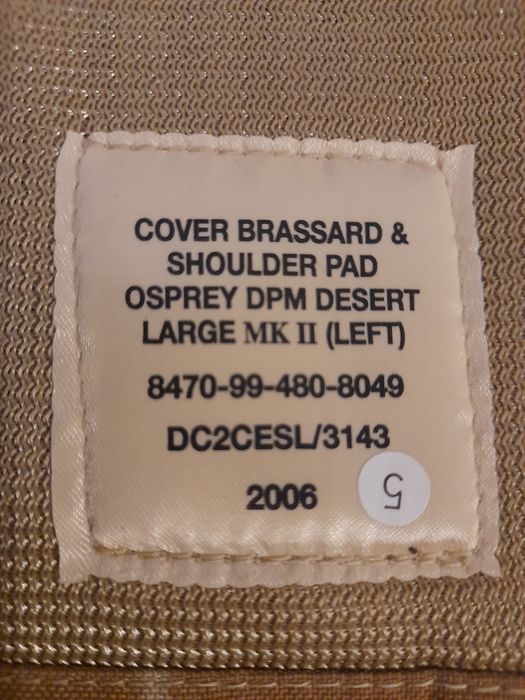 COVER BRASSARD &
SHOULDER PAD
OSPREY DPM DESERT
LARGE MK II (LEFT)
8470-99-480-8049
DC2CESL/3143
2006
5